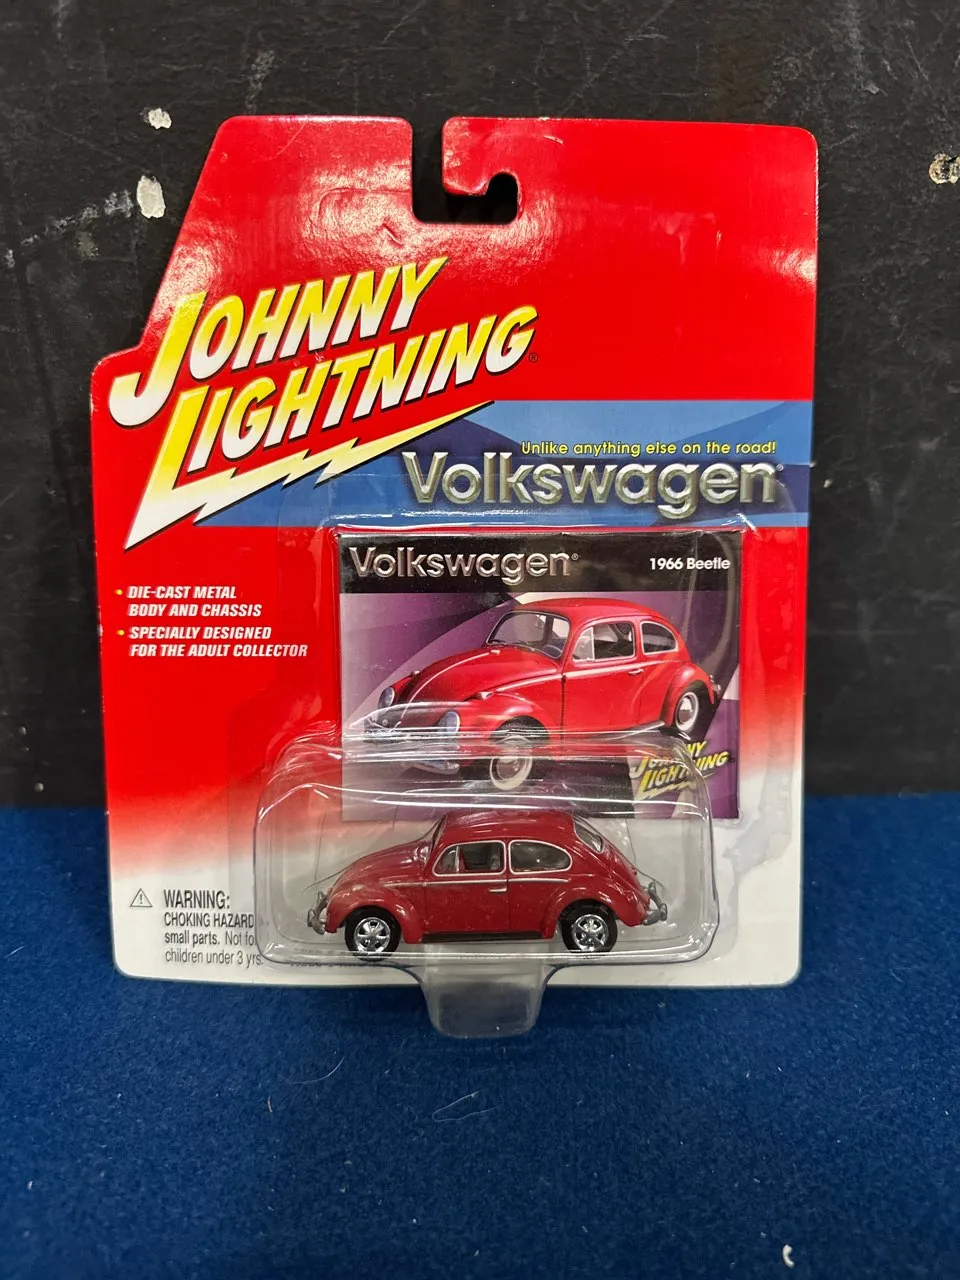 JOHNNY
LIGHTNING®
Unlike anything else on the road!
Volkswagen®
Volkswagen®
1966 Beetle
• DIE-CAST METAL
BODY AND CHASSIS
• SPECIALLY DESIGNED
FOR THE ADULT COLLECTOR
JOHNNY
LIGHTNING
WARNING:
CHOKING HAZARD
small parts. Not fo
children under 3 yrs.